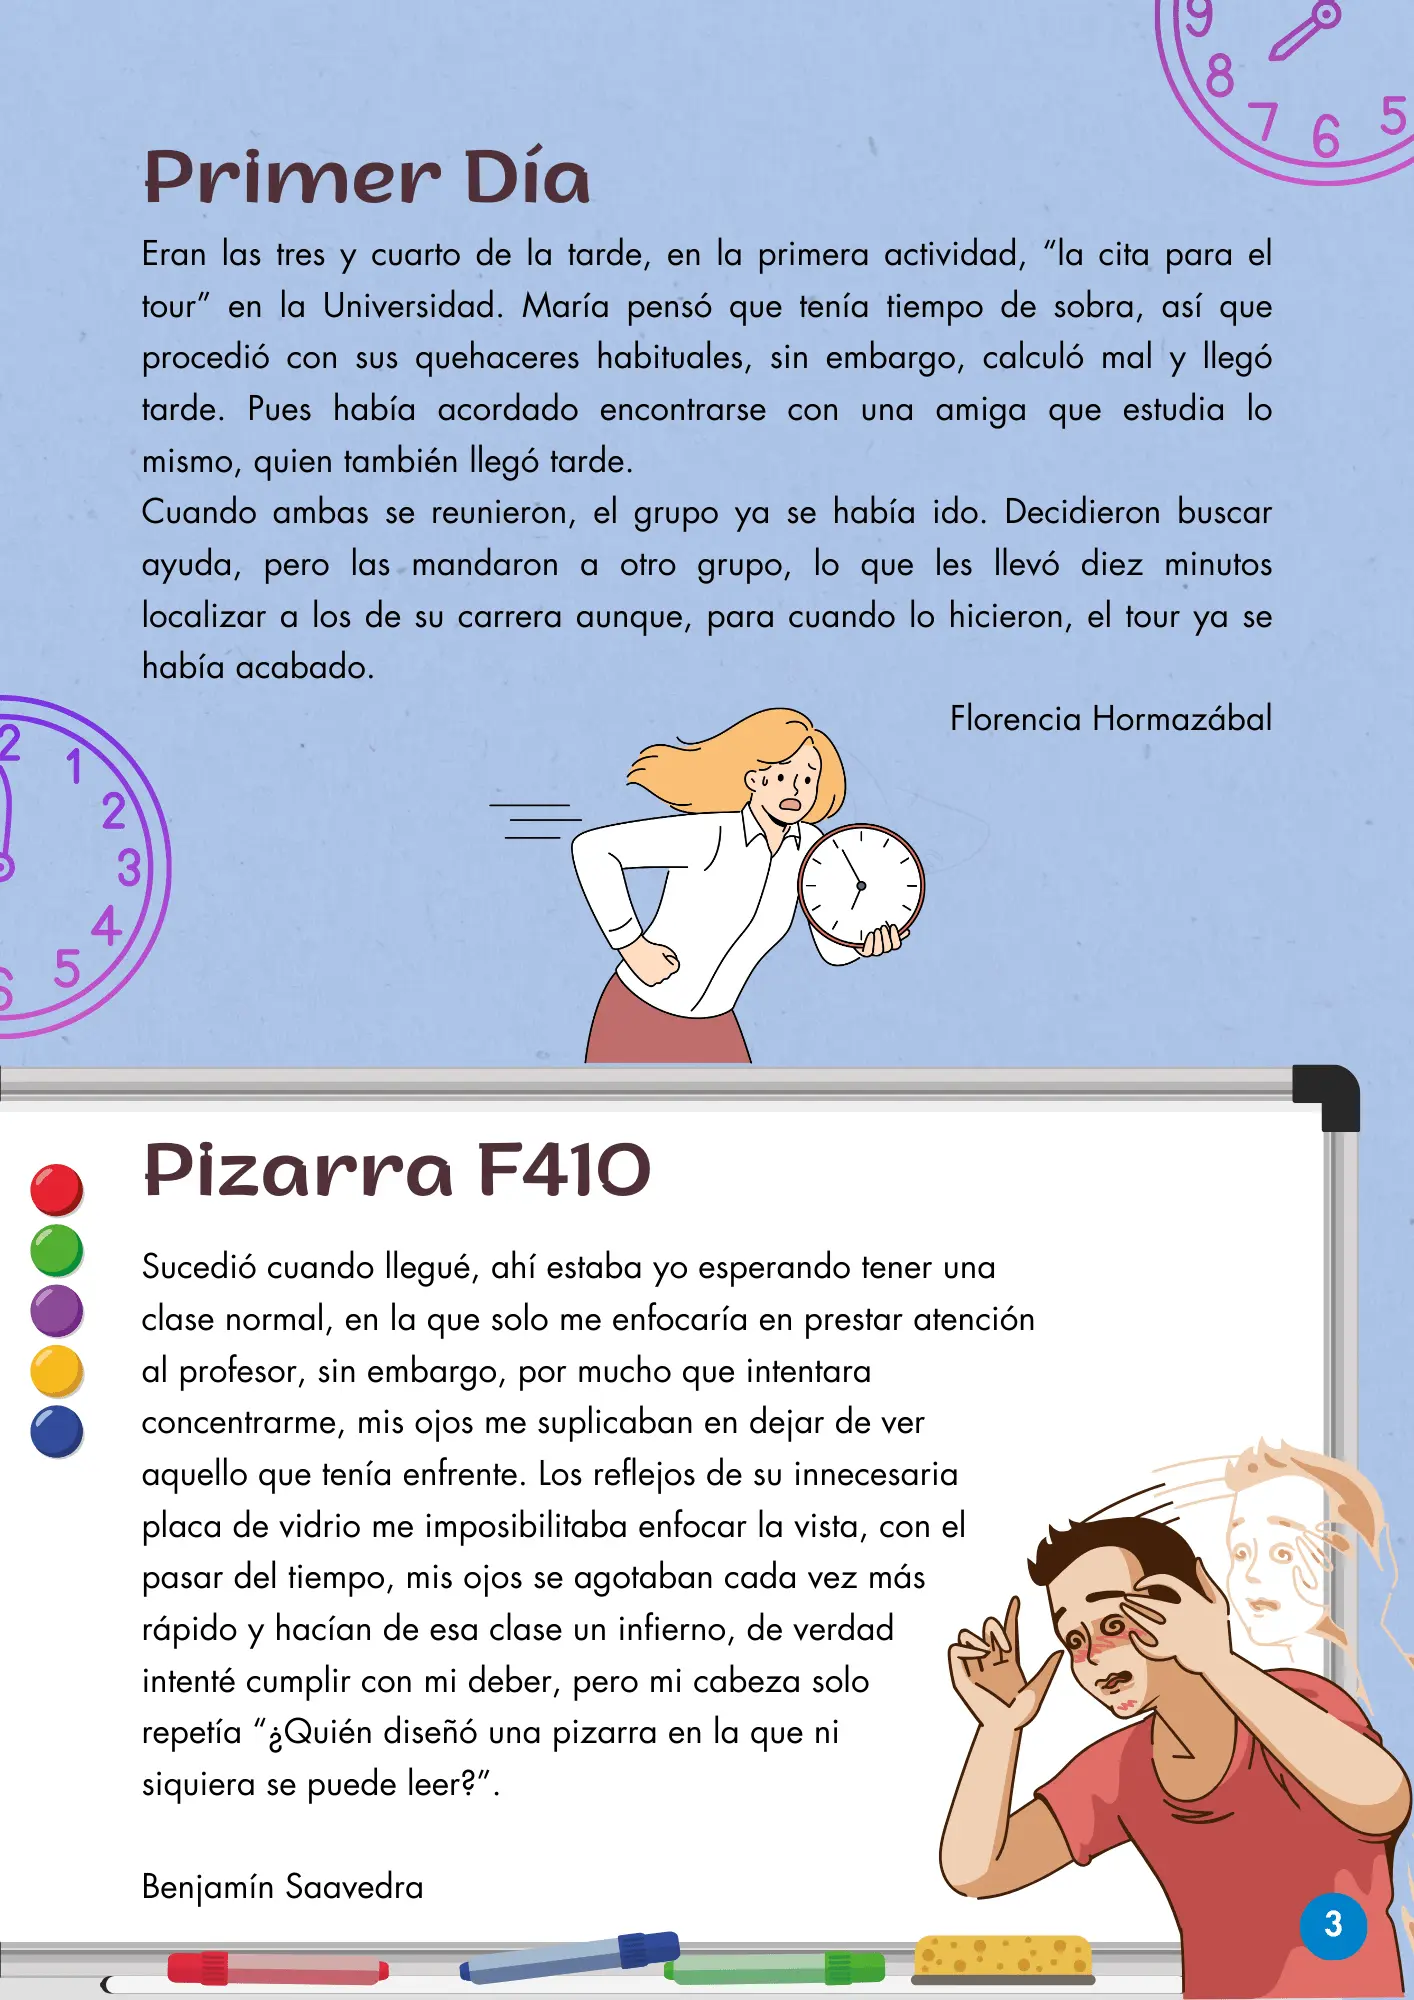 9
8
7
6
5
Primer Día
Eran las tres y cuarto de la tarde, en la primera actividad, “la cita para el
tour” en la Universidad. María pensó que tenía tiempo de sobra, así que
procedió con sus quehaceres habituales, sin embargo, calculó mal y llegó
tarde. Pues había acordado encontrarse con una amiga que estudia lo
mismo, quien también llegó tarde.
Cuando ambas se reunieron, el grupo ya se había ido. Decidieron buscar
ayuda, pero las mandaron a otro grupo, lo que les llevó diez minutos
localizar a los de su carrera aunque, para cuando lo hicieron, el tour ya se
había acabado.
Florencia Hormazábal
2
1
2
3
4
5
6
Pizarra F410
Sucedió cuando llegué, ahí estaba yo esperando tener una
clase normal, en la que solo me enfocaría en prestar atención
al profesor, sin embargo, por mucho que intentara
concentrarme, mis ojos me suplicaban en dejar de ver
aquello que tenía enfrente. Los reflejos de su innecesaria
placa de vidrio me imposibilitaba enfocar la vista, con el
pasar del tiempo, mis ojos se agotaban cada vez más
rápido y hacían de esa clase un infierno, de verdad
intenté cumplir con mi deber, pero mi cabeza solo
repetía “¿Quién diseñó una pizarra en la que ni
siquiera se puede leer?”.
Benjamín Saavedra
3